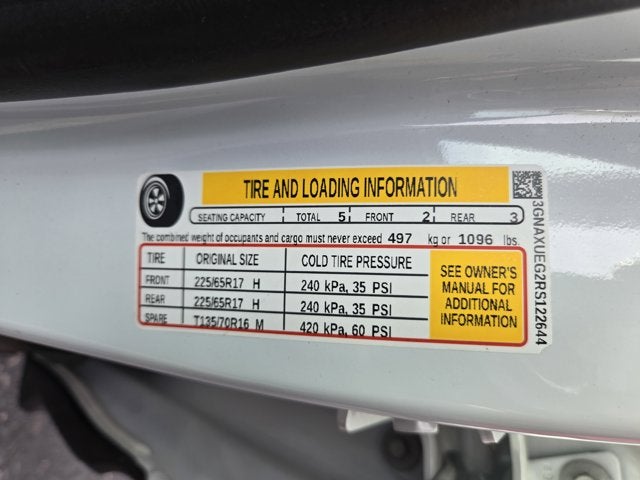 TIRE AND LOADING INFORMATION
SEATING CAPACITY TOTAL 5 FRONT 2 REAR 3
The combined weight of occupants and cargo must never exceed 497 kg or 1096 lbs.
TIRE ORIGINAL SIZE COLD TIRE PRESSURE
FRONT 225/65R17 H 240 kPa, 35 PSI
REAR 225/65R17 H 240 kPa, 35 PSI
SPARE T135/70R16 M 420 kPa, 60 PSI
SEE OWNER'S
MANUAL FOR
ADDITIONAL
INFORMATION
3GNAXUEG2RS122644